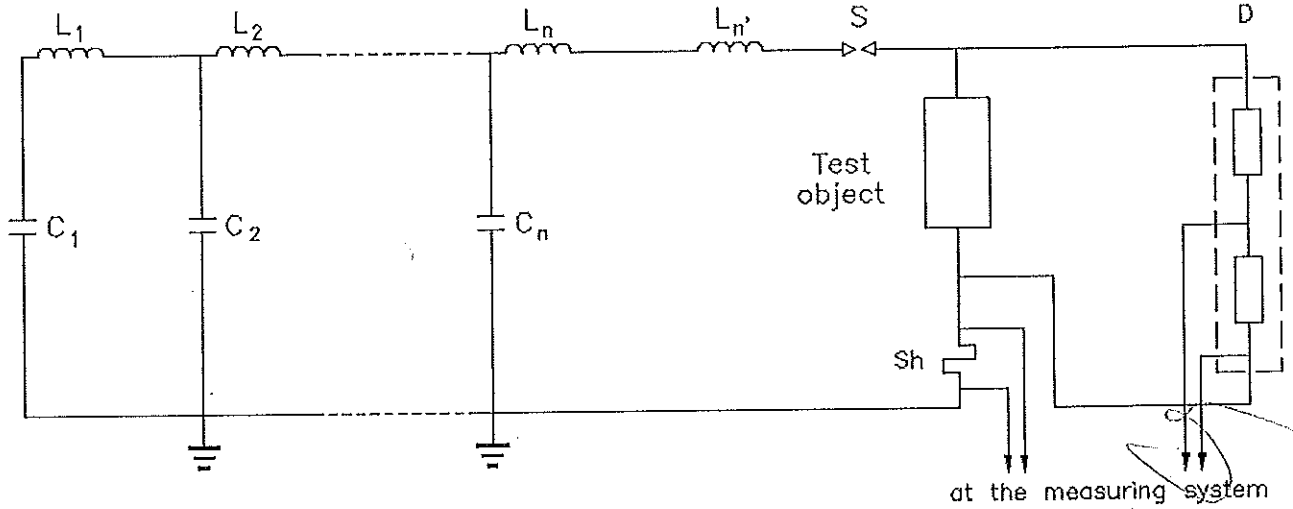 L1
L2
Ln
Ln'
S
D
C1
C2
Cn
Test
object
Sh
at the measuring system